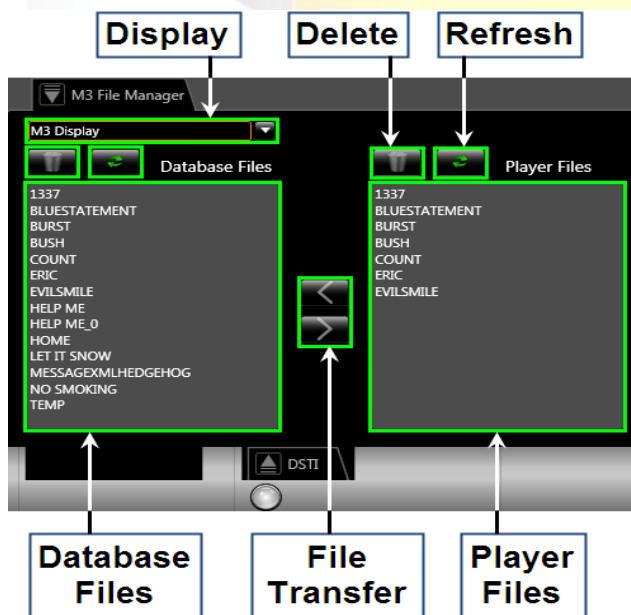 Display
Delete
Refresh
M3 File Manager
M3 Display
Database Files
Player Files
1337
BLUESTATEMENT
BURST
BUSH
COUNT
ERIC
EVILSMILE
HELP ME
HELP ME_0
HOME
LET IT SNOW
MESSAGEXMLHEDGEHOG
NO SMOKING
TEMP
1337
BLUESTATEMENT
BURST
BUSH
COUNT
ERIC
EVILSMILE
DSTI
Database
Files
File
Transfer
Player
Files